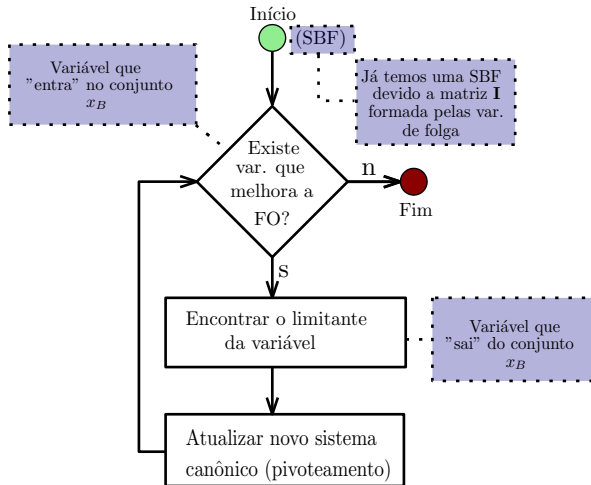 Início
(SBF)
Variável que
"entra" no conjunto
x_B
Já temos uma SBF
devido a matriz I
formada pelas var.
de folga
Existe
var. que
melhora a
FO?
n
Fim
s
Encontrar o limitante
da variável
Variável que
"sai" do conjunto
x_B
Atualizar novo sistema
canônico (pivoteamento)